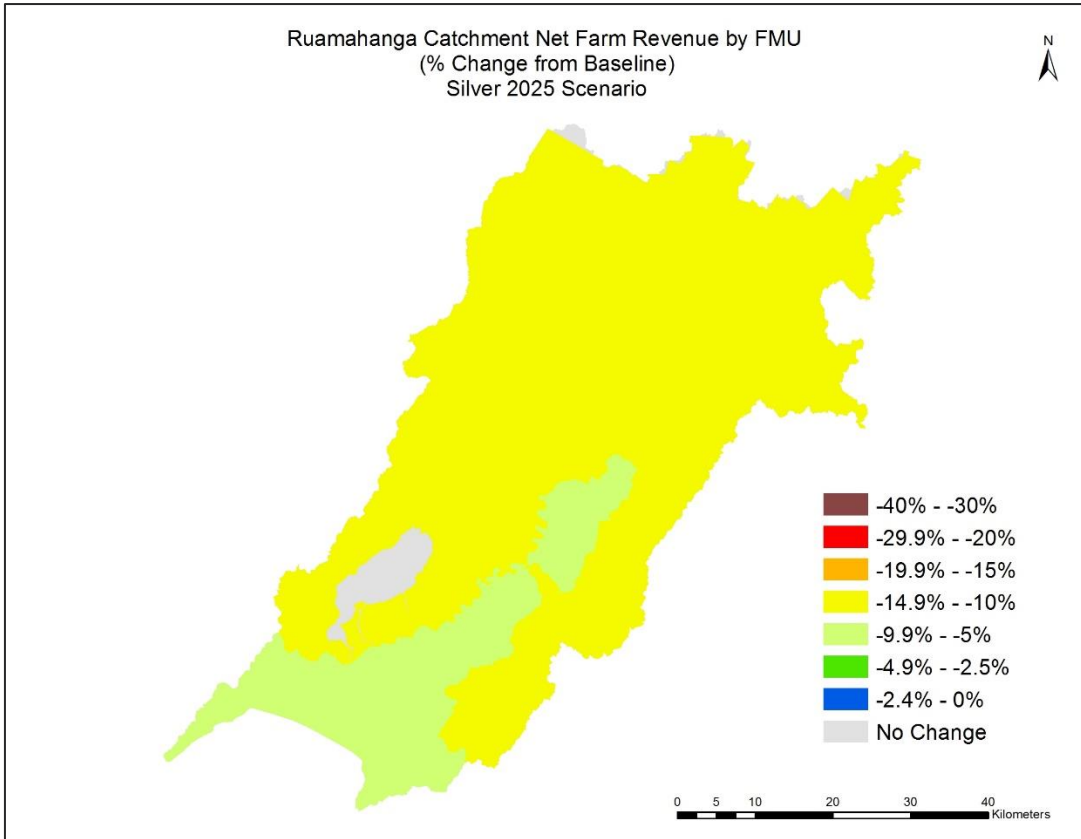 Ruamahanga Catchment Net Farm Revenue by FMU
(% Change from Baseline)
Silver 2025 Scenario
N
-40% - -30%
-29.9% - -20%
-19.9% - -15%
-14.9% - -10%
-9.9% - -5%
-4.9% - -2.5%
-2.4% - 0%
No Change
0 5 10 20 30 40
Kilometers